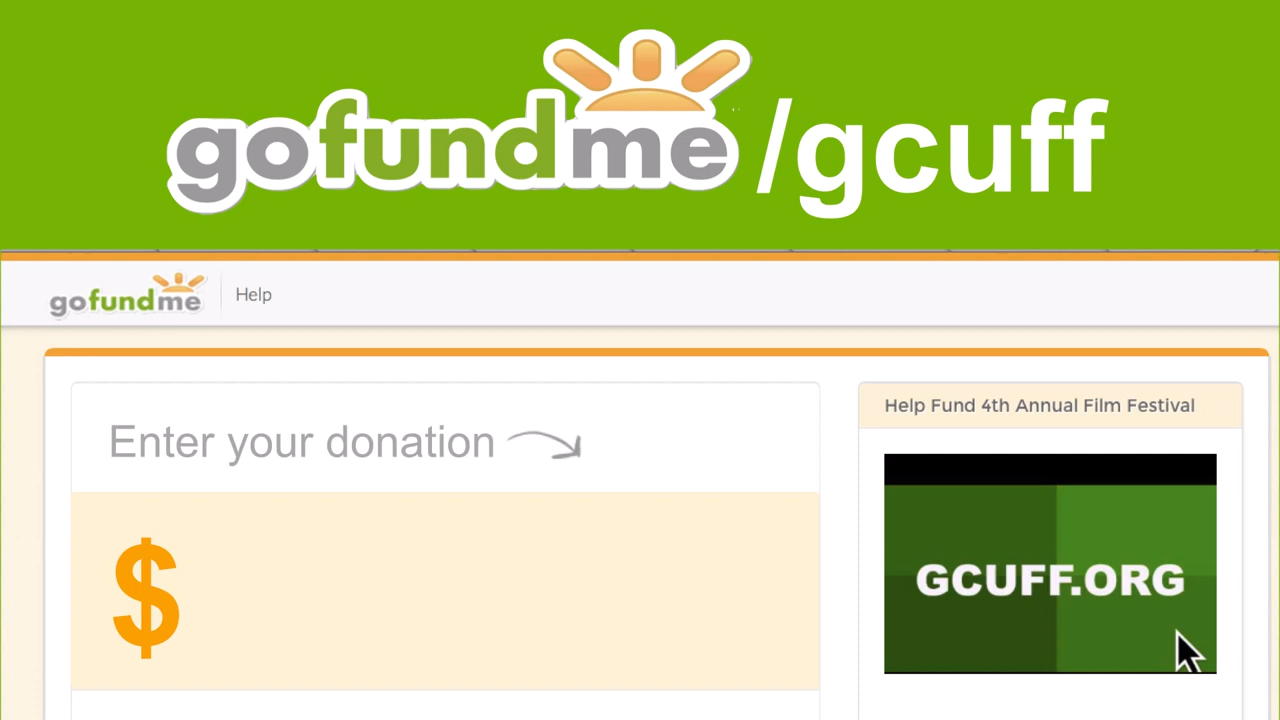 gofundme /gcuff
gofundme Help
Help Fund 4th Annual Film Festival
Enter your donation
$
GCUFF.ORG